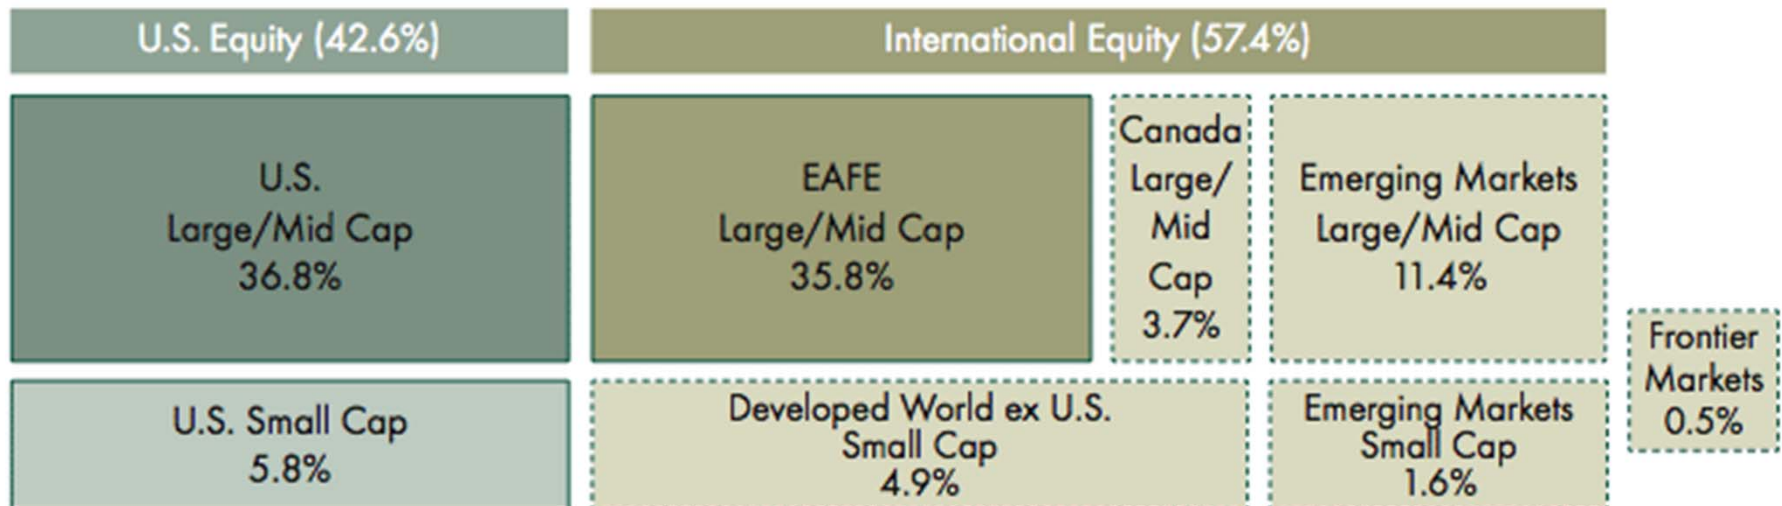 U.S. Equity (42.6%)
International Equity (57.4%)
U.S.
Large/Mid Cap
36.8%
EAFE
Large/Mid Cap
35.8%
Canada
Large/
Mid
Cap
3.7%
Emerging Markets
Large/Mid Cap
11.4%
Frontier
Markets
0.5%
U.S. Small Cap
5.8%
Developed World ex U.S.
Small Cap
4.9%
Emerging Markets
Small Cap
1.6%